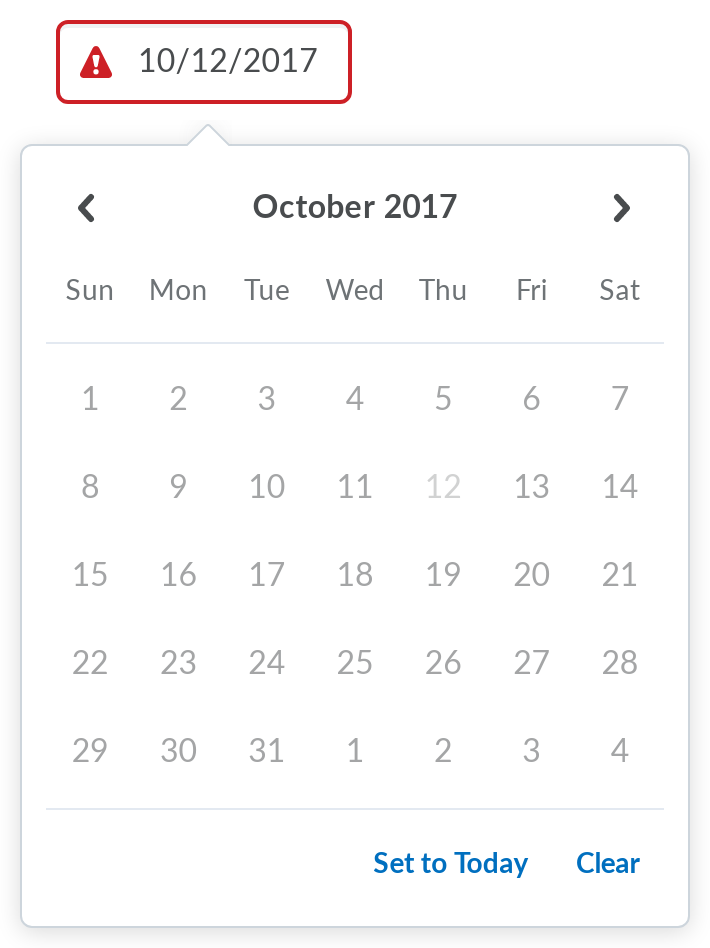 10/12/2017
October 2017
Sun Mon Tue Wed Thu Fri Sat
1 2 3 4 5 6 7
8 9 10 11 12 13 14
15 16 17 18 19 20 21
22 23 24 25 26 27 28
29 30 31 1 2 3 4
Set to Today Clear